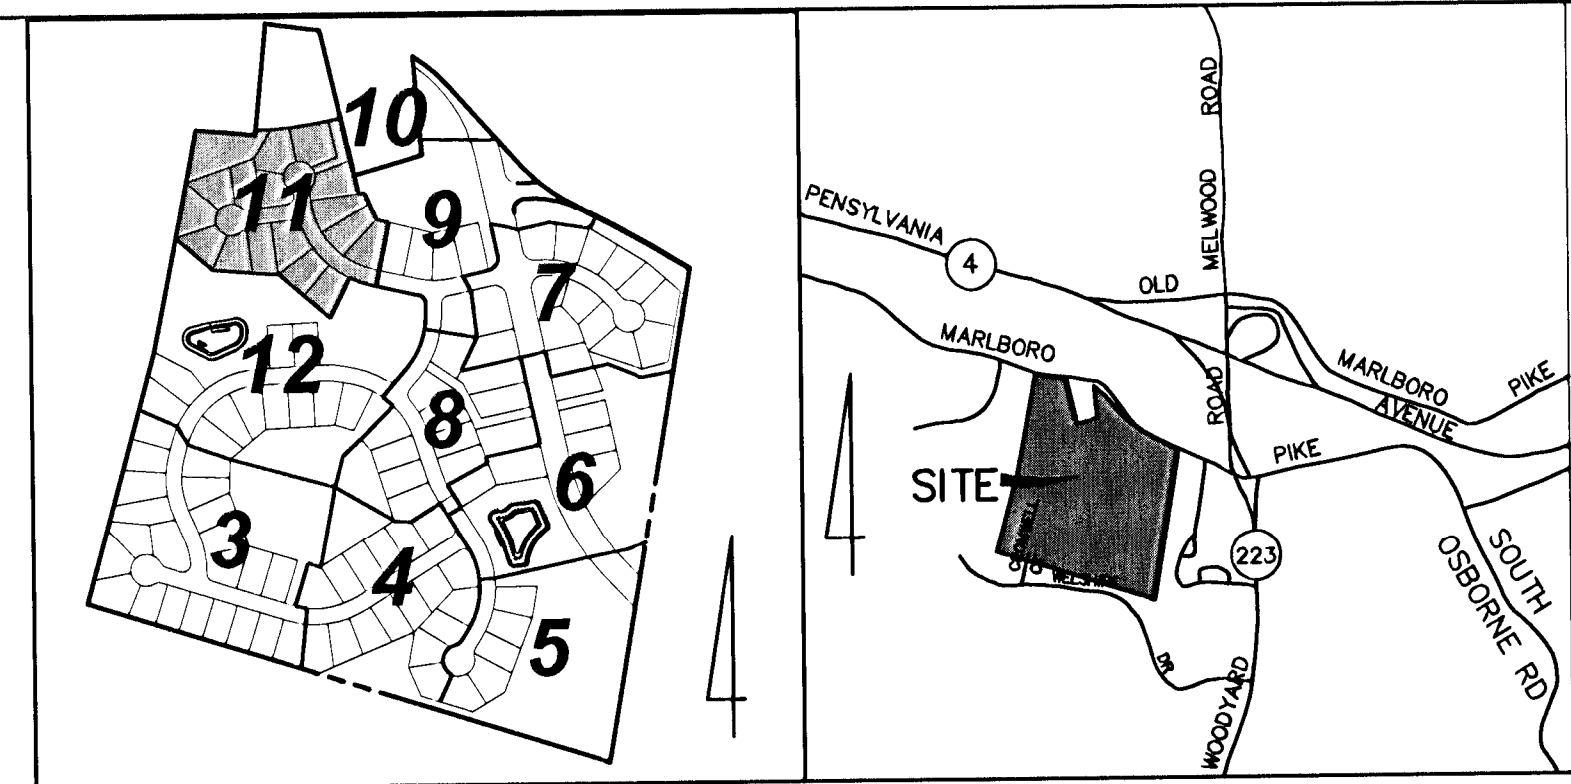 10
11
9
7
12
8
6
3
4
5
PENSYLVANIA
4
MELWOOD ROAD
OLD
MARLBORO
MARLBORO PIKE
AVENUE
ROAD
PIKE
SITE
WELSHIRE
DR
223
SOUTH
OSBORNE RD
WOODYARD